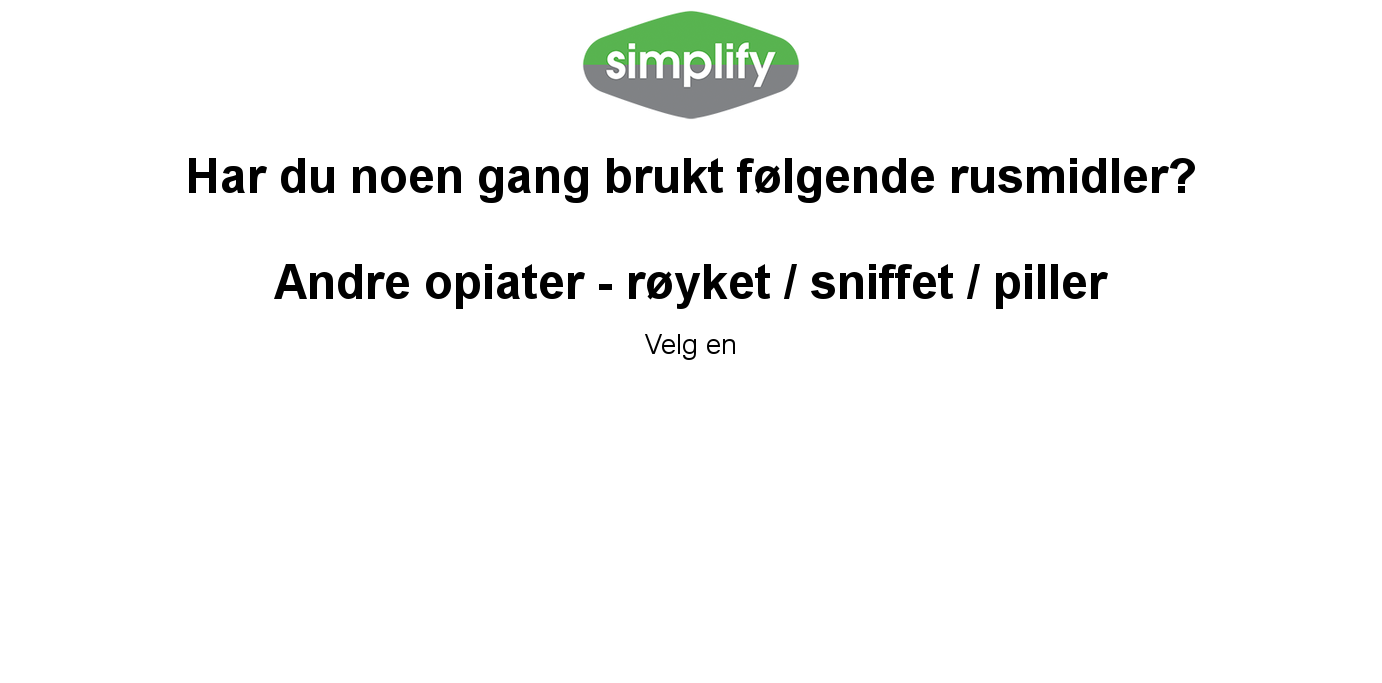 simplify
Har du noen gang brukt følgende rusmidler?
Andre opiater - røyket / sniffet / piller
Velg en